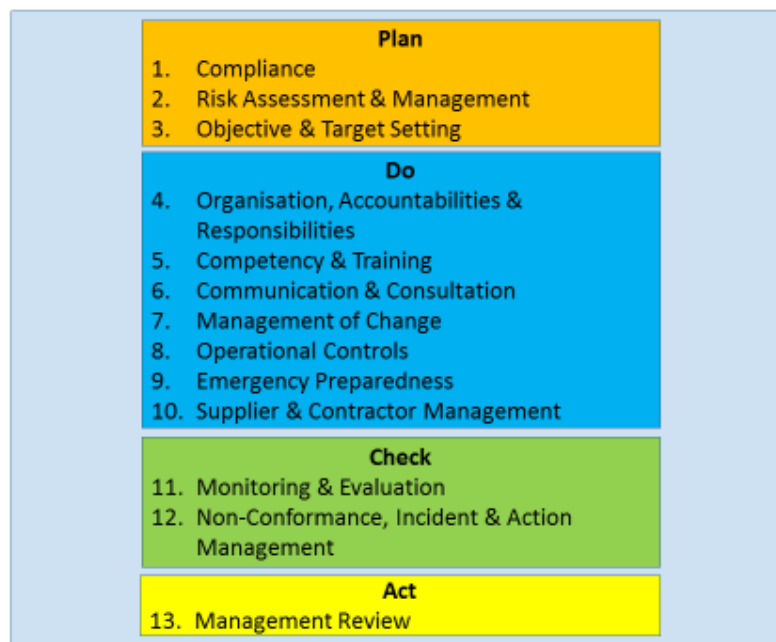 Plan
1. Compliance
2. Risk Assessment & Management
3. Objective & Target Setting
Do
4. Organisation, Accountabilities &
Responsibilities
5. Competency & Training
6. Communication & Consultation
7. Management of Change
8. Operational Controls
9. Emergency Preparedness
10. Supplier & Contractor Management
Check
11. Monitoring & Evaluation
12. Non-Conformance, Incident & Action
Management
Act
13. Management Review